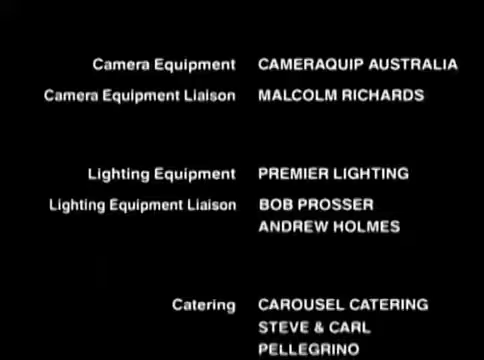 Camera Equipment CAMERAQUIP AUSTRALIA
Camera Equipment Liaison MALCOLM RICHARDS
Lighting Equipment PREMIER LIGHTING
Lighting Equipment Liaison BOB PROSSER
ANDREW HOLMES
Catering CAROUSEL CATERING
STEVE & CARL
PELLEGRINO